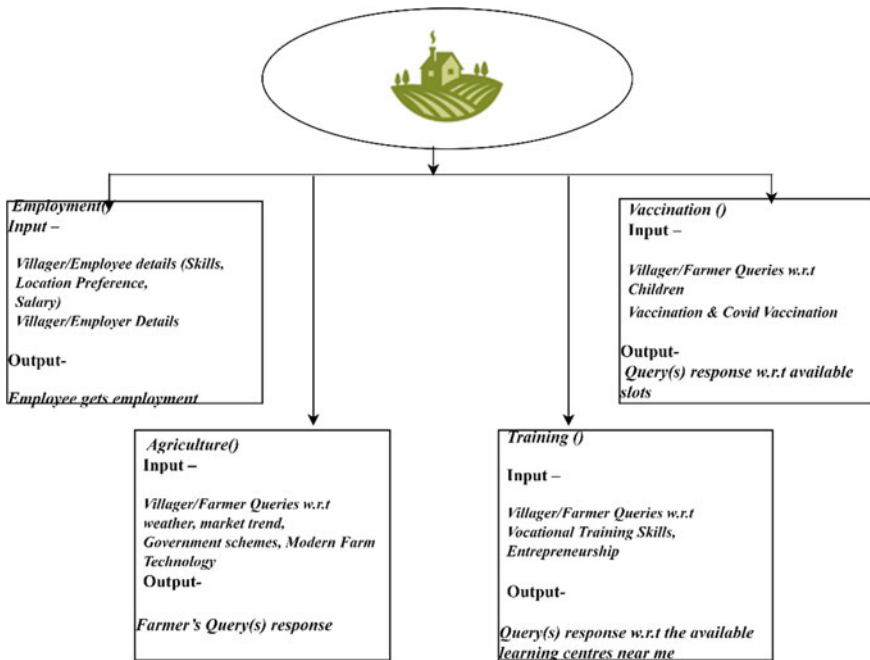 Employment()
Input –
Villager/Employee details (Skills,
Location Preference,
Salary)
Villager/Employer Details
Output-
Employee gets employment
Vaccination ()
Input –
Villager/Farmer Queries w.r.t
Children
Vaccination & Covid Vaccination
Output-
Query(s) response w.r.t available
slots
Agriculture()
Input –
Villager/Farmer Queries w.r.t
weather, market trend,
Government schemes, Modern Farm
Technology
Output-
Farmer's Query(s) response
Training ()
Input –
Villager/Farmer Queries w.r.t
Vocational Training Skills,
Entrepreneurship
Output-
Query(s) response w.r.t the available
learning centres near me